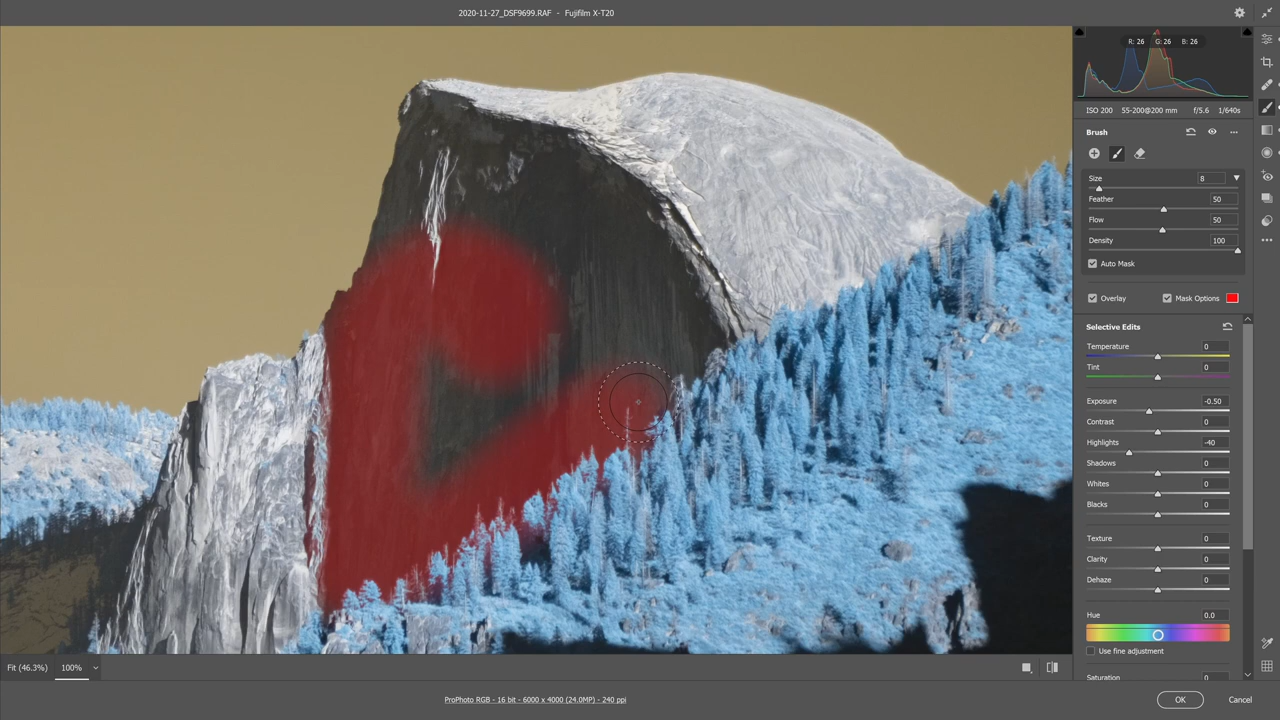 2020-11-27_DSF9699.RAF - Fujifilm X-T20
R: 26 G: 26 B: 26
ISO 200 55-200@200 mm f/5.6 1/640s
Brush
Size 8
Feather 50
Flow 50
Density 100
Auto Mask
Overlay Mask Options
Selective Edits
Temperature 0
Tint 0
Exposure -0.50
Contrast 0
Highlights -40
Shadows 0
Whites 0
Blacks 0
Texture 0
Clarity 0
Dehaze 0
Hue 0.0
Use fine adjustment
Fit (46.3%) 100%
Saturation 0
ProPhoto RGB - 16 bit - 6000 x 4000 (24.0MP) - 240 ppi
OK Cancel